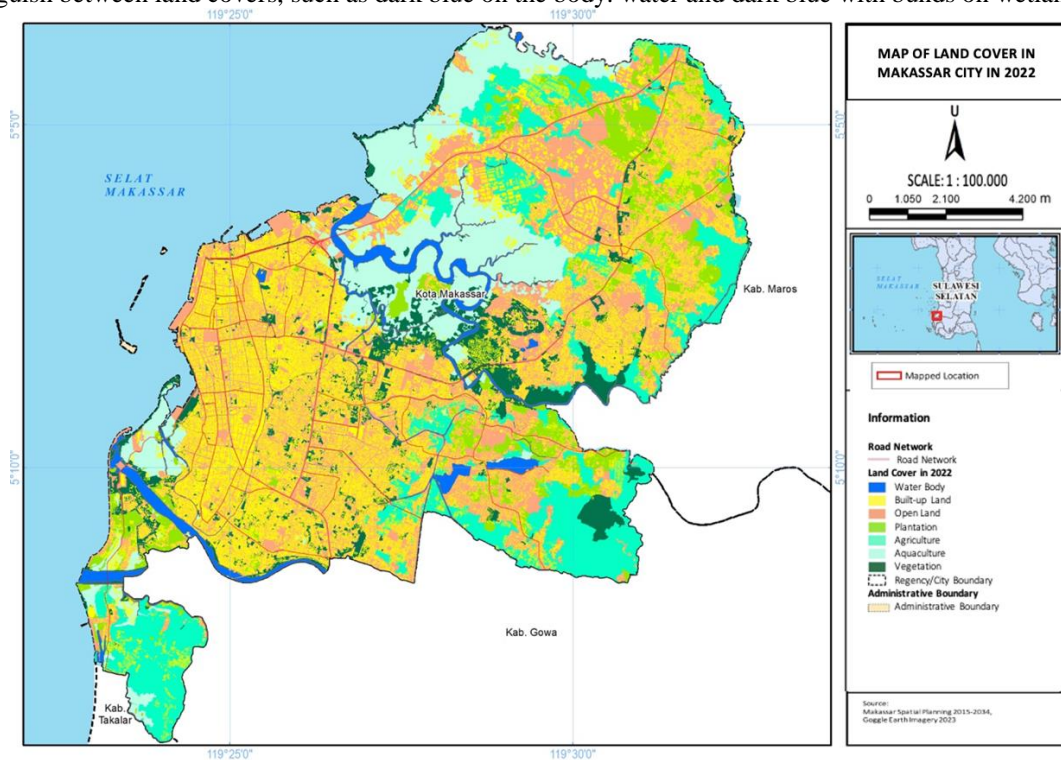 guish between land covers, such as dark blue on the body. water and dark blue with bunds on wetlan
119°25'0" 119°30'0"
5°5'0" 5°5'0"
5°10'0" 5°10'0"
SELAT
MAKASSAR
Kota Makassar
Kab. Maros
Kab. Gowa
Kab.
Takalar
119°25'0" 119°30'0"
MAP OF LAND COVER IN
MAKASSAR CITY IN 2022
U
SCALE: 1 : 100.000
0 1.050 2.100 4.200 m
SELAT
MAKASSAR
SULAWESI
SELATAN
Mapped Location
Information
Road Network
Road Network
Land Cover in 2022
Water Body
Built-up Land
Open Land
Plantation
Agriculture
Aquaculture
Vegetation
Regency/City Boundary
Administrative Boundary
Administrative Boundary
Source:
Makassar Spatial Planning 2015-2034,
Goggle Earth Imagery 2023